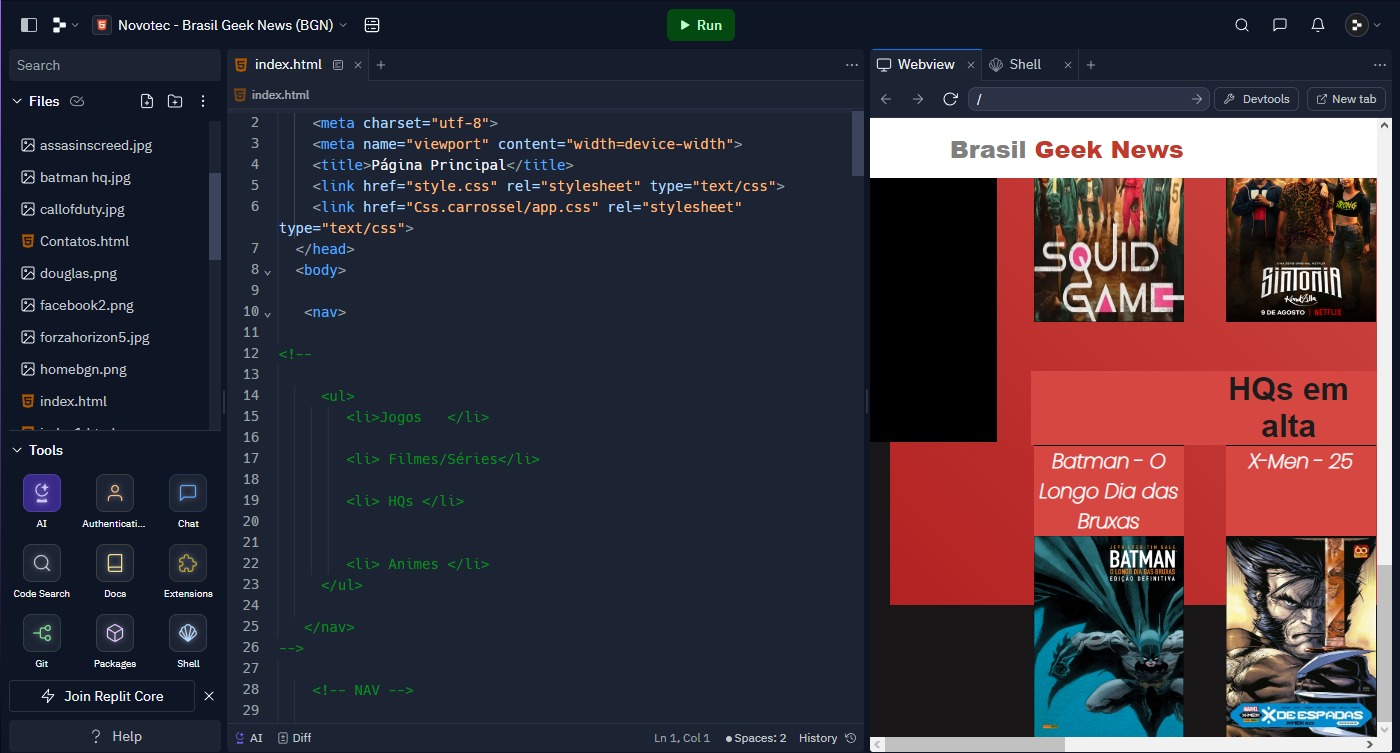 Novotec - Brasil Geek News (BGN)
Run
Search
Files
assasinscreed.jpg
batman hq.jpg
callofduty.jpg
Contatos.html
douglas.png
facebook2.png
forzahorizon5.jpg
homebgn.png
index.html
Tools
AI
Authenticati...
Chat
Code Search
Docs
Extensions
Git
Packages
Shell
Join Replit Core
Help
index.html
index.html
2 <meta charset="utf-8">
3 <meta name="viewport" content="width=device-width">
4 <title>Página Principal</title>
5 <link href="style.css" rel="stylesheet" type="text/css">
6 <link href="Css.carrossel/app.css" rel="stylesheet"
type="text/css">
7 </head>
8 <body>
9
10 <nav>
11
12 <!--
13
14 <ul>
15 <li>Jogos </li>
16
17 <li> Filmes/Séries</li>
18
19 <li> HQs </li>
20
21
22 <li> Animes </li>
23 </ul>
24
25 </nav>
26 -->
27
28 <!-- NAV -->
29
AI
Diff
Ln 1, Col 1
Spaces: 2
History
Webview
Shell
/
Devtools
New tab
Brasil Geek News
SQUID
GAME
SINTONIA
9 DE AGOSTO | NETFLIX
HQs em
alta
Batman - O
Longo Dia das
Bruxas
X-Men - 25
JEPH LOEB TIM SALE
BATMAN
O LONGO DIA DAS BRUXAS
EDIÇÃO DEFINITIVA
MARVEL
X-MEN
X DE ESPADAS